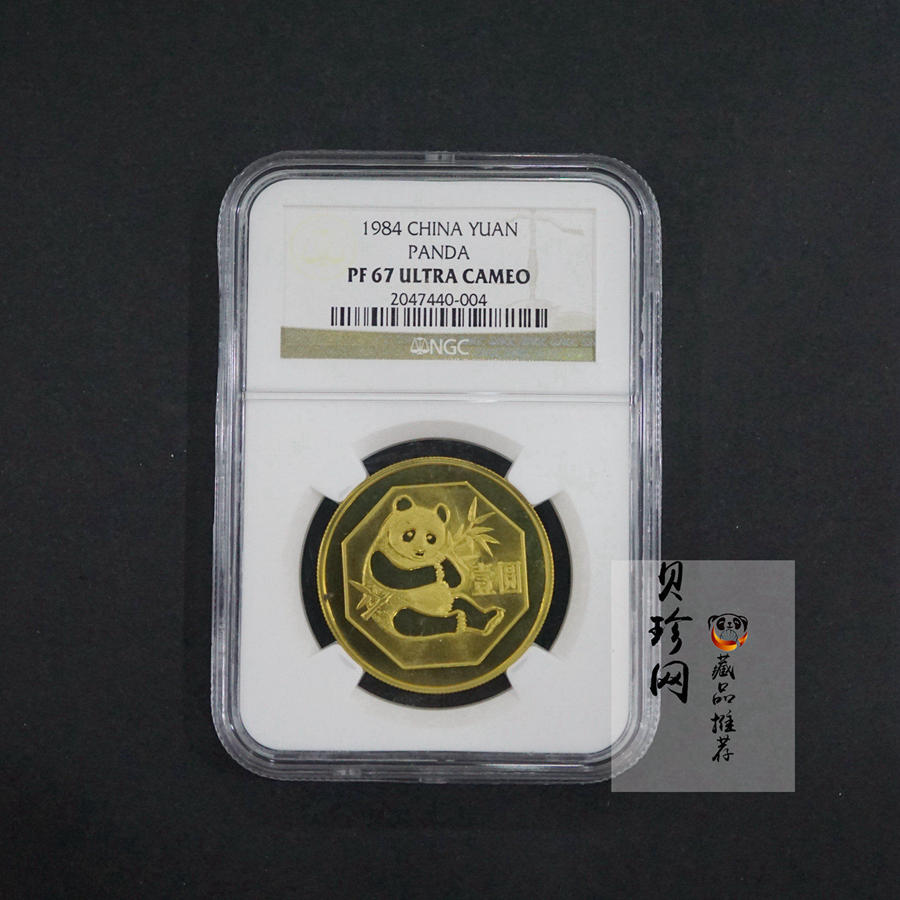 1984 CHINA YUAN
PANDA
PF 67 ULTRA CAMEO
2047440-004
NGC
壹圆
贝珍网
藏品推荐